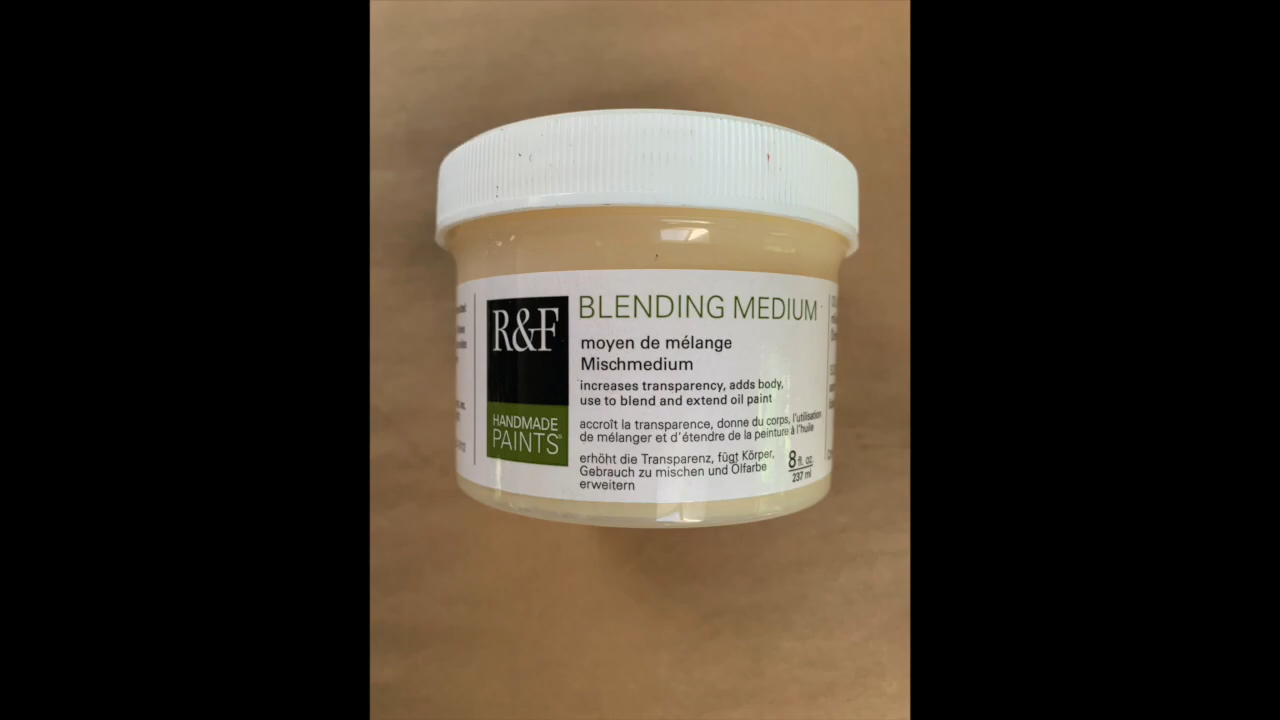 R&F
HANDMADE
PAINTS®
BLENDING MEDIUM
moyen de mélange
Mischmedium
increases transparency, adds body,
use to blend and extend oil paint
accroît la transparence, donne du corps, l'utilisation
de mélanger et d'étendre de la peinture à l'huile
erhöht die Transparenz, fügt Körper,
Gebrauch zu mischen und Olfarbe
erweitern
8 fl. oz.
237 ml